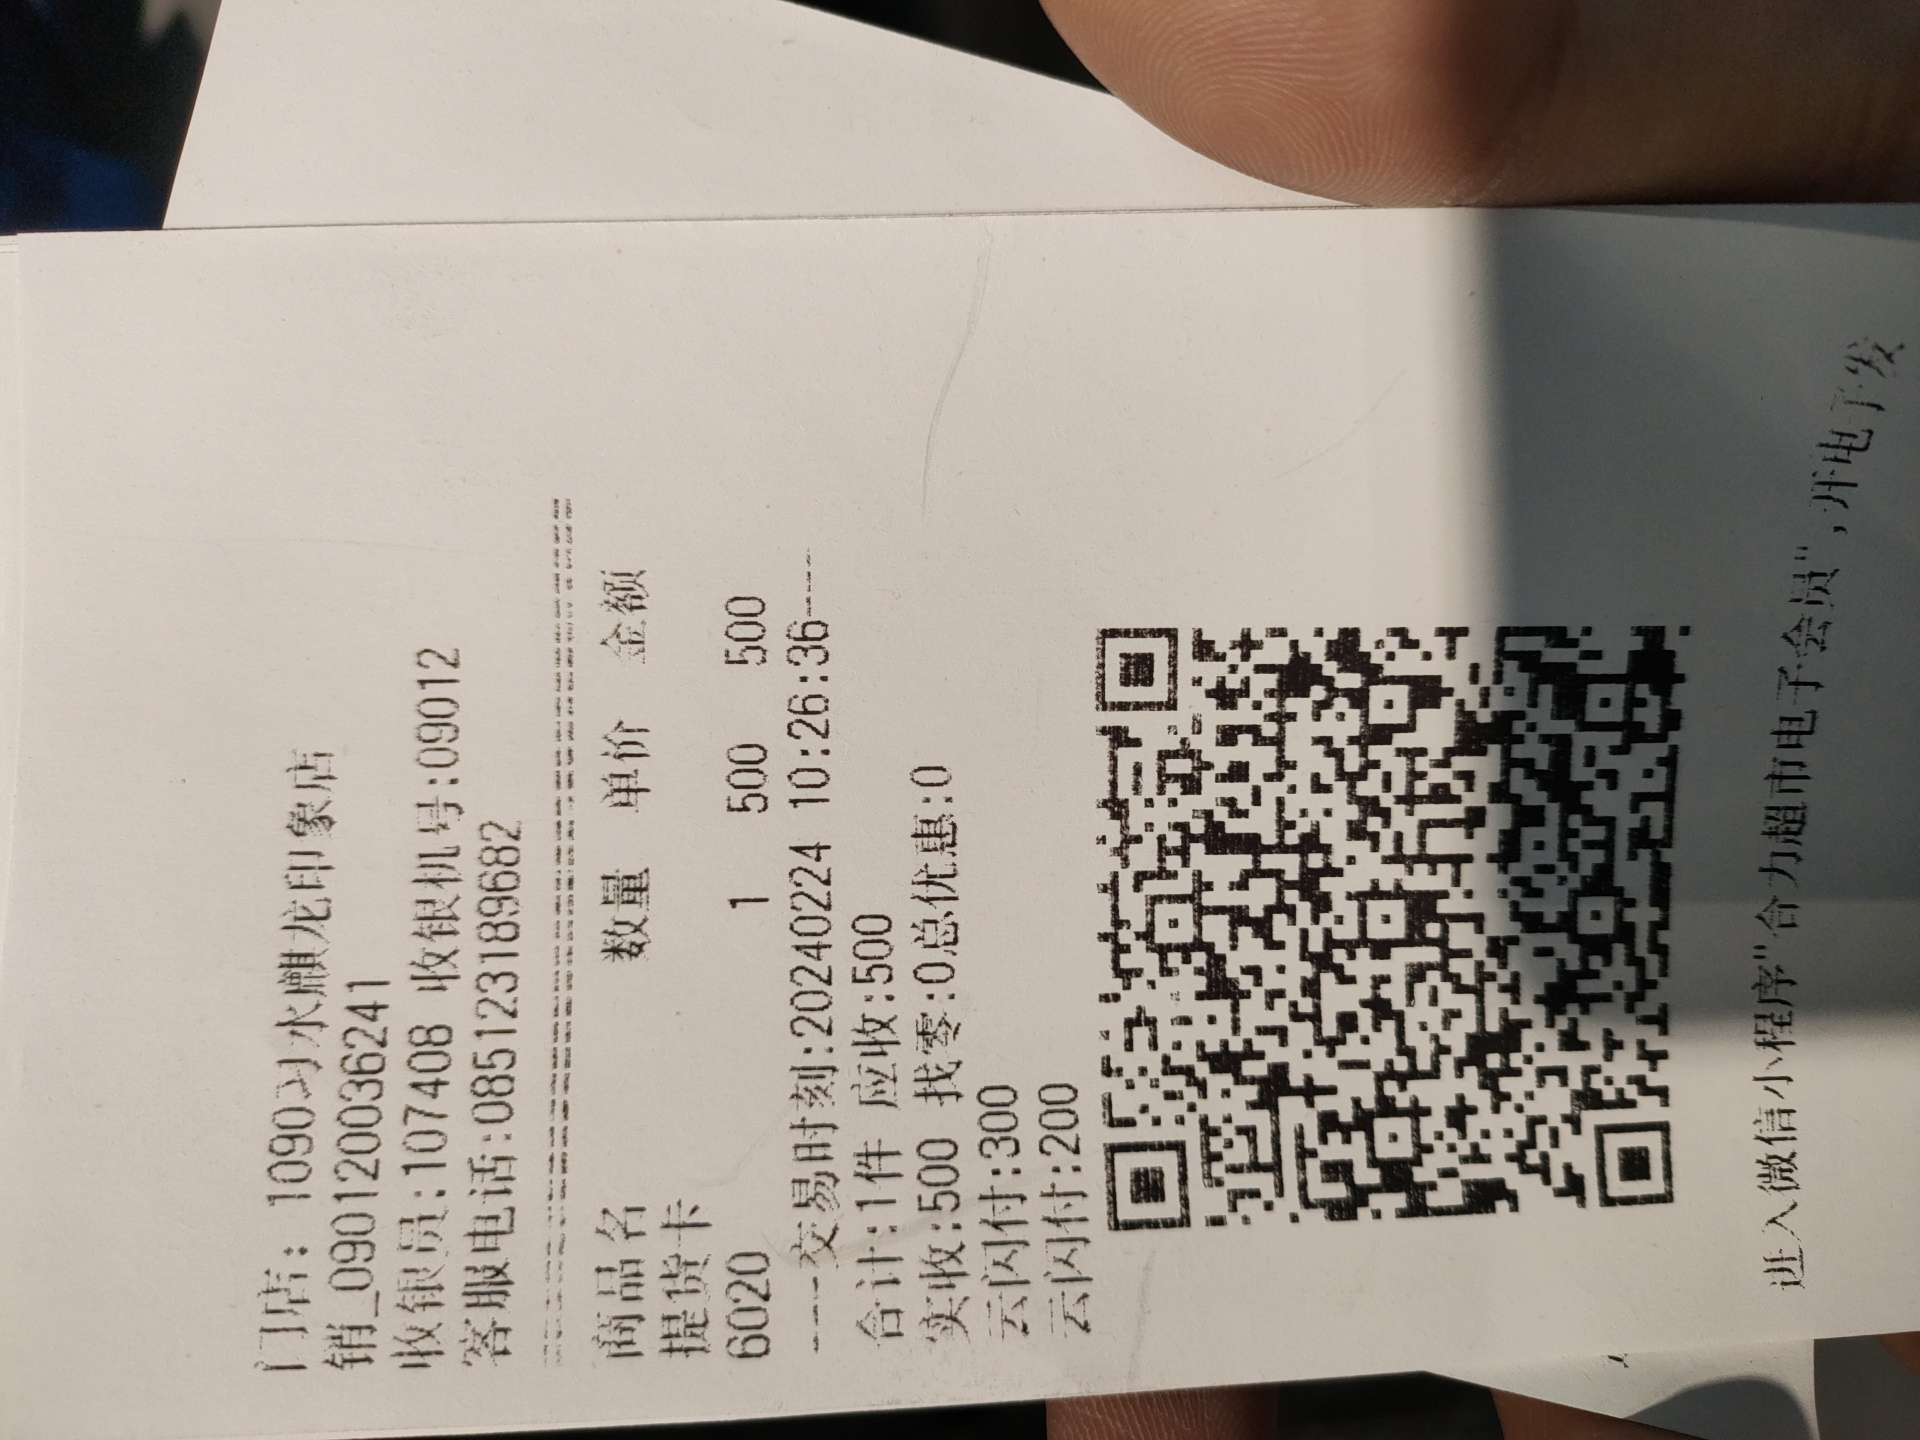 门店: 1090习水麒龙印象店
销_090120036241
收银员:107408 收银机号:09012
客服电话:085123189682
商品名 数量 单价 金额
提货卡
6020 1 500 500
---交易时刻:20240224 10:26:36----
合计:1件 应收:500
实收:500 找零:0总优惠:0
云闪付:300
云闪付:200
进入微信小程序"合力超市电子会员",开电子发